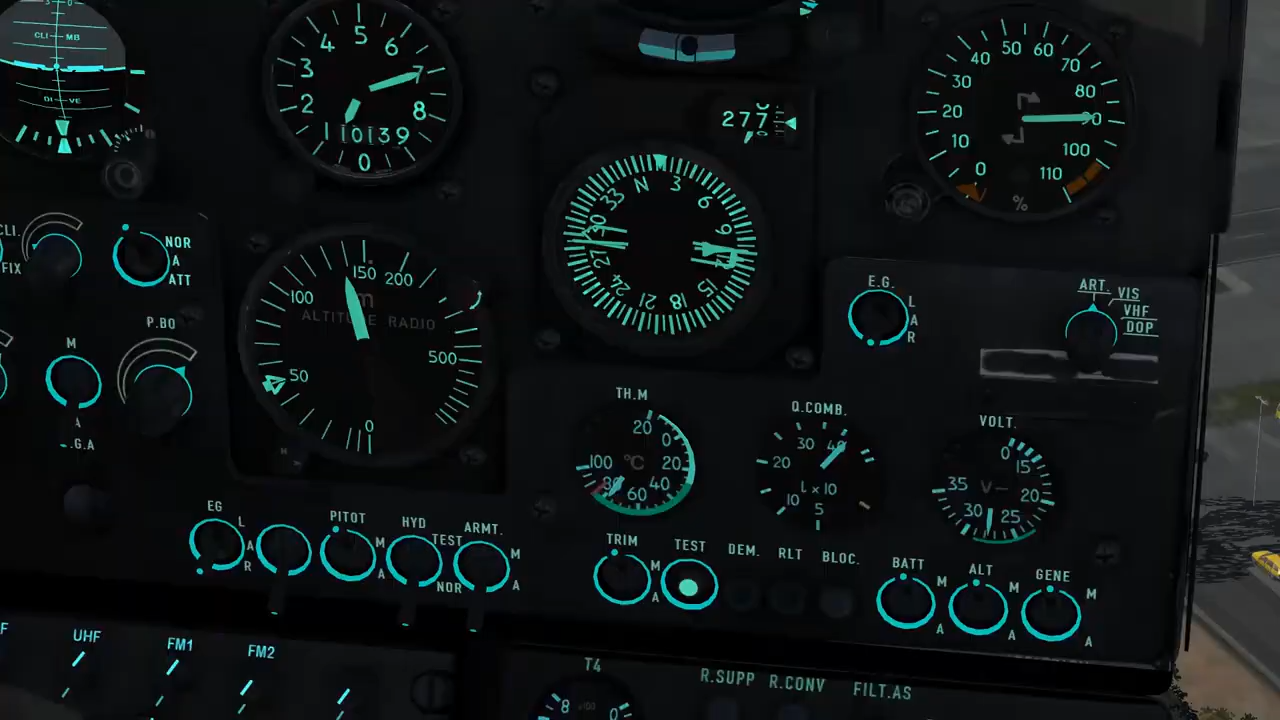 CLI MB
DI VE
5
4 6
3 7
2 8
10139
0
277
N 3 6 9 12 15 18 21 24 27 30 33
0 10 20 30 40 50 60 70 80 90 100 110
%
CLI.
FIX
NOR
A
ATT
P.BO
M
A
.G.A
0 50 100 150 200 500
m
ALTITUDE RADIO
E.G.
L
A
R
ART. VIS
VHF
DOP
TH.M
20
0
20
40
60
80
100
°C
Q.COMB.
30 40
20
10
5
l x 10
VOLT.
0
15
20
25
30
35
V
EG
L
A
R
PITOT
M
A
HYD
TEST
NOR
ARMT.
M
A
TRIM
M
A
TEST
DEM.
RLT
BLOC.
BATT
M
A
ALT
M
A
GENE
M
A
F
UHF
FM1
FM2
T4
8 x100 0
R.SUPP R.CONV FILT.AS